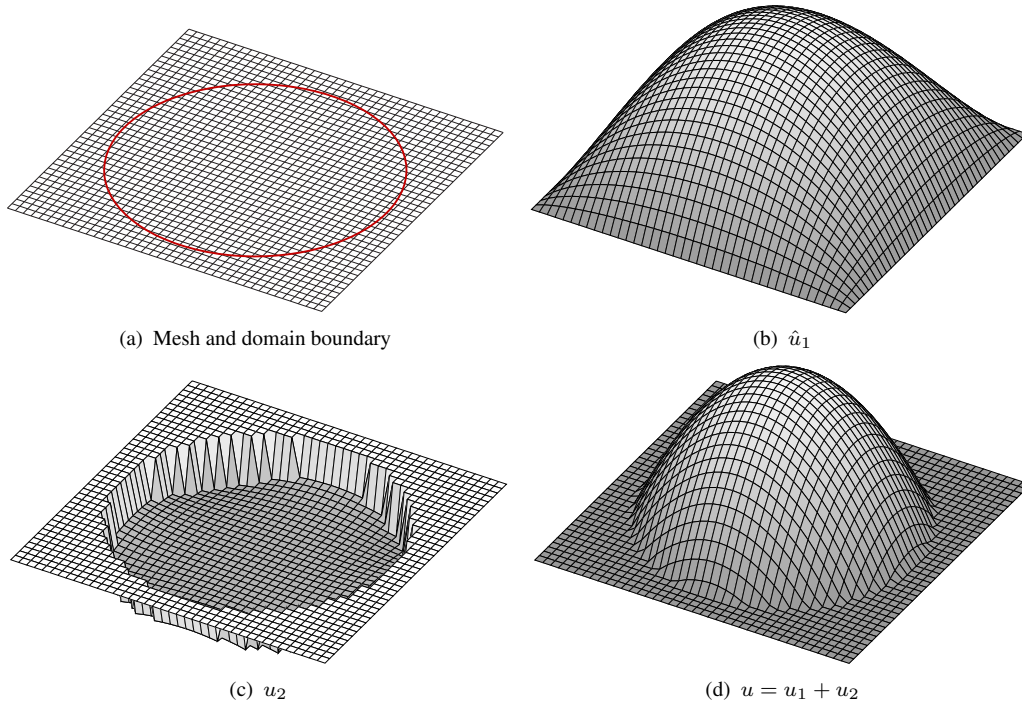 (a) Mesh and domain boundary
(b) û₁
(c) u₂
(d) u = u₁ + u₂